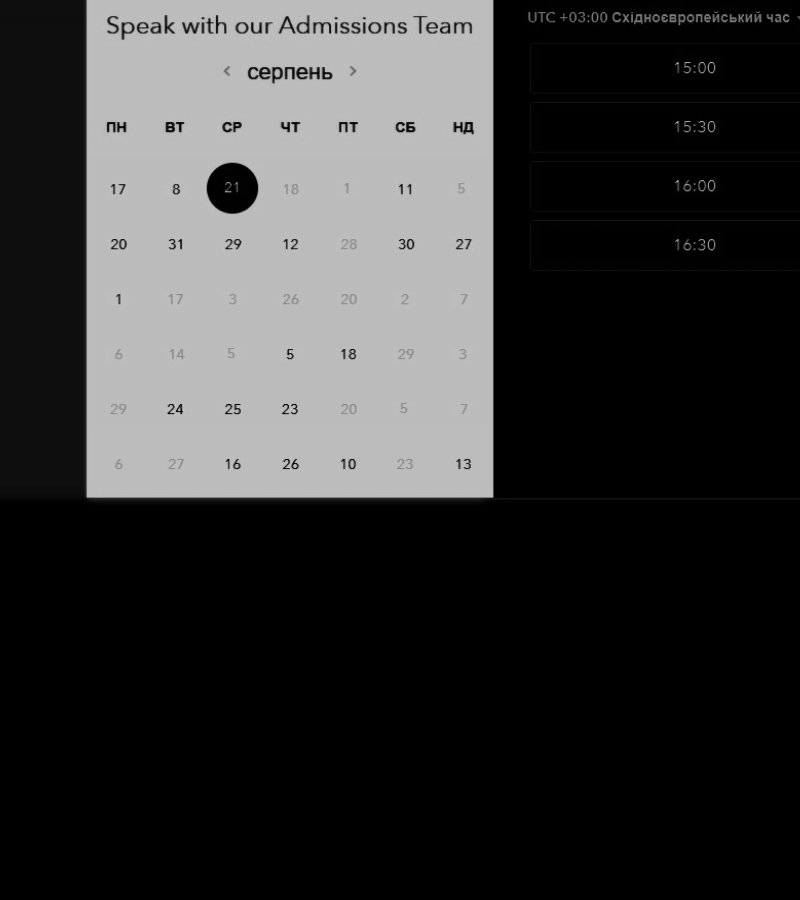 Speak with our Admissions Team
серпень
ПН ВТ СР ЧТ ПТ СБ НД
17 8 21 18 1 11 5
20 31 29 12 28 30 27
1 17 3 26 20 2 7
6 14 5 5 18 29 3
29 24 25 23 20 5 7
6 27 16 26 10 23 13
UTC +03:00 Східноєвропейський час
15:00
15:30
16:00
16:30